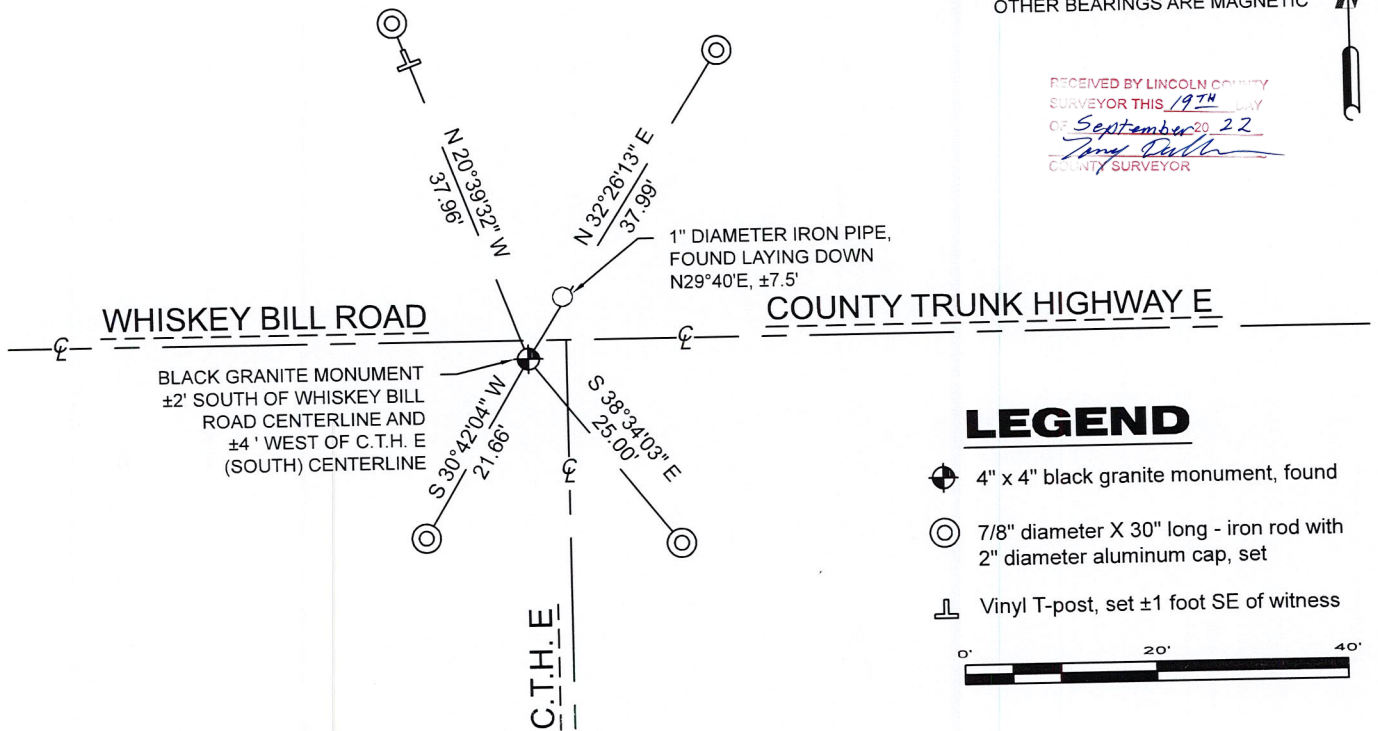 OTHER BEARINGS ARE MAGNETIC
RECEIVED BY LINCOLN COUNTY
SURVEYOR THIS 19TH DAY
OF September 20 22
COUNTY SURVEYOR
N 20°39'32" W
37.96'
N 32°26'13" E
37.99'
1" DIAMETER IRON PIPE,
FOUND LAYING DOWN
N29°40'E, ±7.5'
WHISKEY BILL ROAD
COUNTY TRUNK HIGHWAY E
BLACK GRANITE MONUMENT
±2' SOUTH OF WHISKEY BILL
ROAD CENTERLINE AND
±4 ' WEST OF C.T.H. E
(SOUTH) CENTERLINE
S 30°42'04" W
21.66'
S 38°34'03" E
25.00'
C.T.H. E
LEGEND
4" x 4" black granite monument, found
7/8" diameter X 30" long - iron rod with
2" diameter aluminum cap, set
Vinyl T-post, set ±1 foot SE of witness
0' 20' 40'